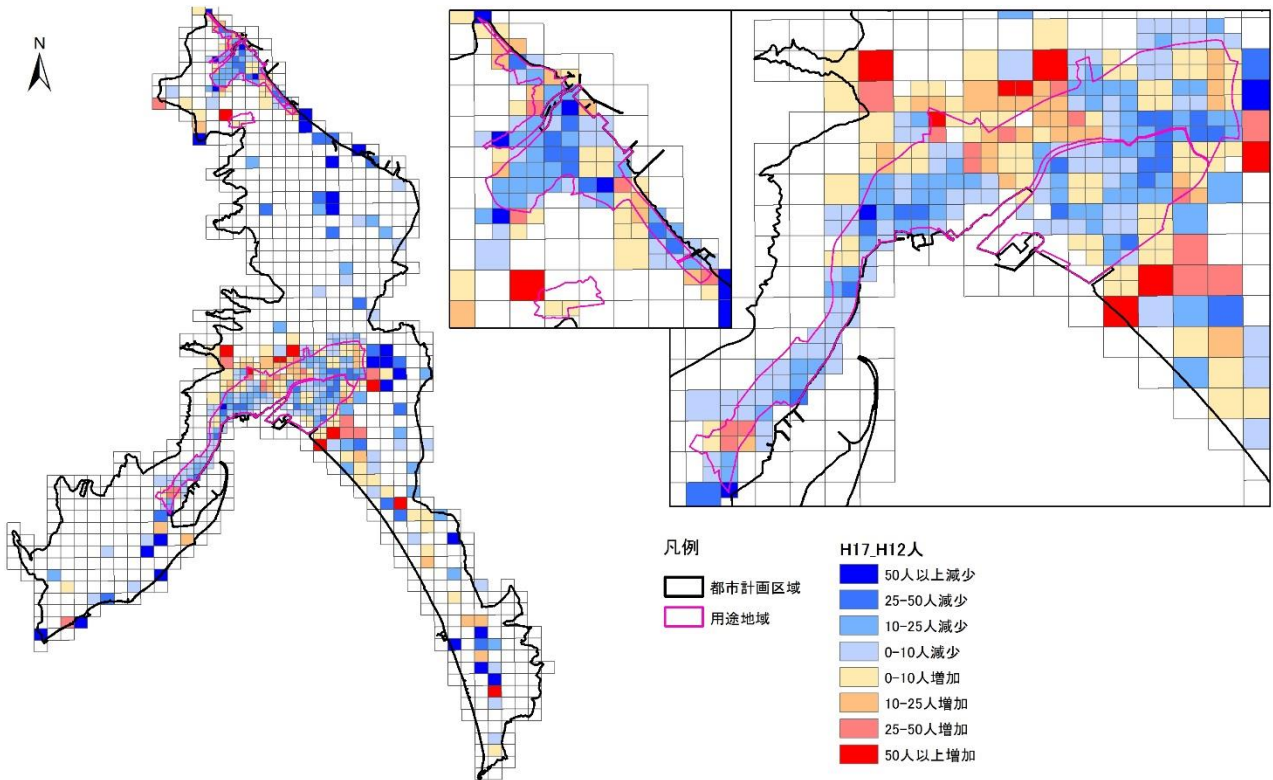 N
凡例
都市計画区域
用途地域
H17_H12人
50人以上減少
25-50人減少
10-25人減少
0-10人減少
0-10人増加
10-25人増加
25-50人増加
50人以上増加